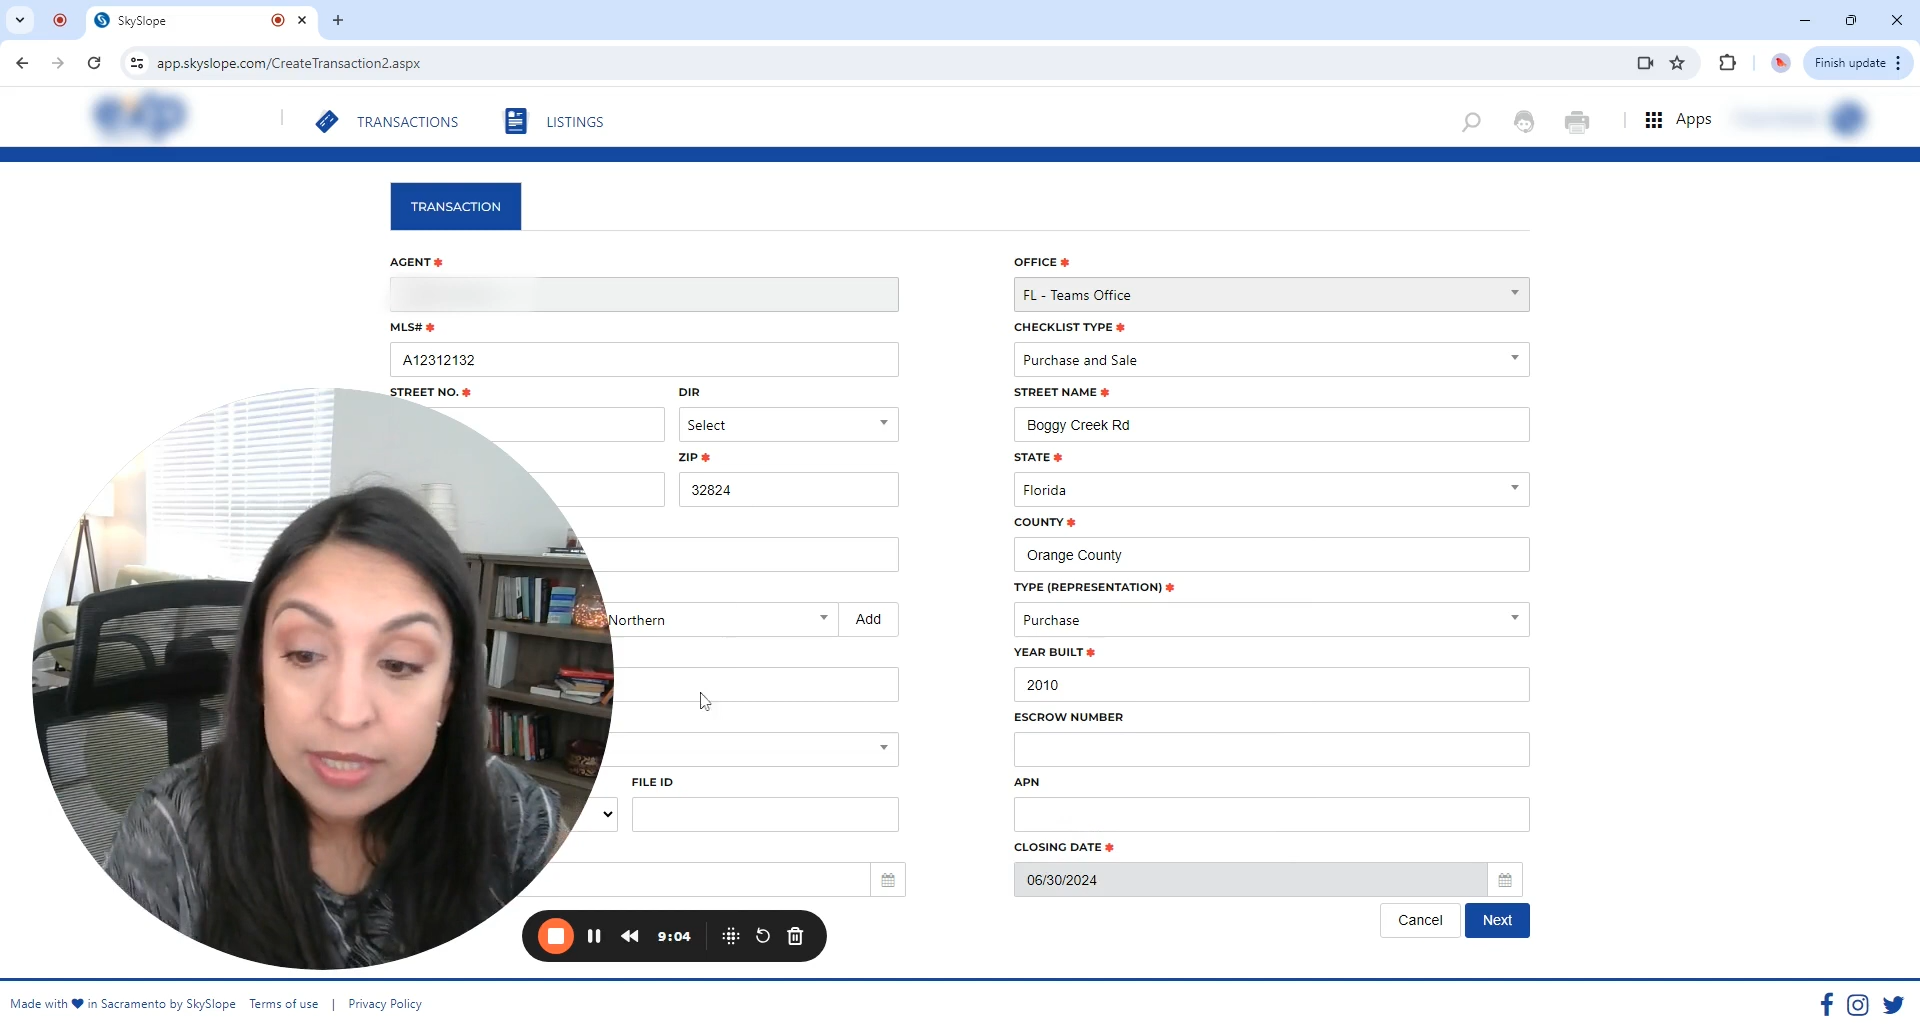 SkySlope
app.skyslope.com/CreateTransaction2.aspx
Finish update
TRANSACTIONS
LISTINGS
Apps
TRANSACTION
AGENT *
OFFICE *
FL - Teams Office
MLS# *
CHECKLIST TYPE *
A12312132
Purchase and Sale
STREET NO. *
DIR
STREET NAME *
Select
Boggy Creek Rd
ZIP *
STATE *
32824
Florida
COUNTY *
Orange County
TYPE (REPRESENTATION) *
Northern
Add
Purchase
YEAR BUILT *
2010
ESCROW NUMBER
FILE ID
APN
CLOSING DATE *
06/30/2024
Cancel
Next
9:04
Made with ♥ in Sacramento by SkySlope Terms of use | Privacy Policy